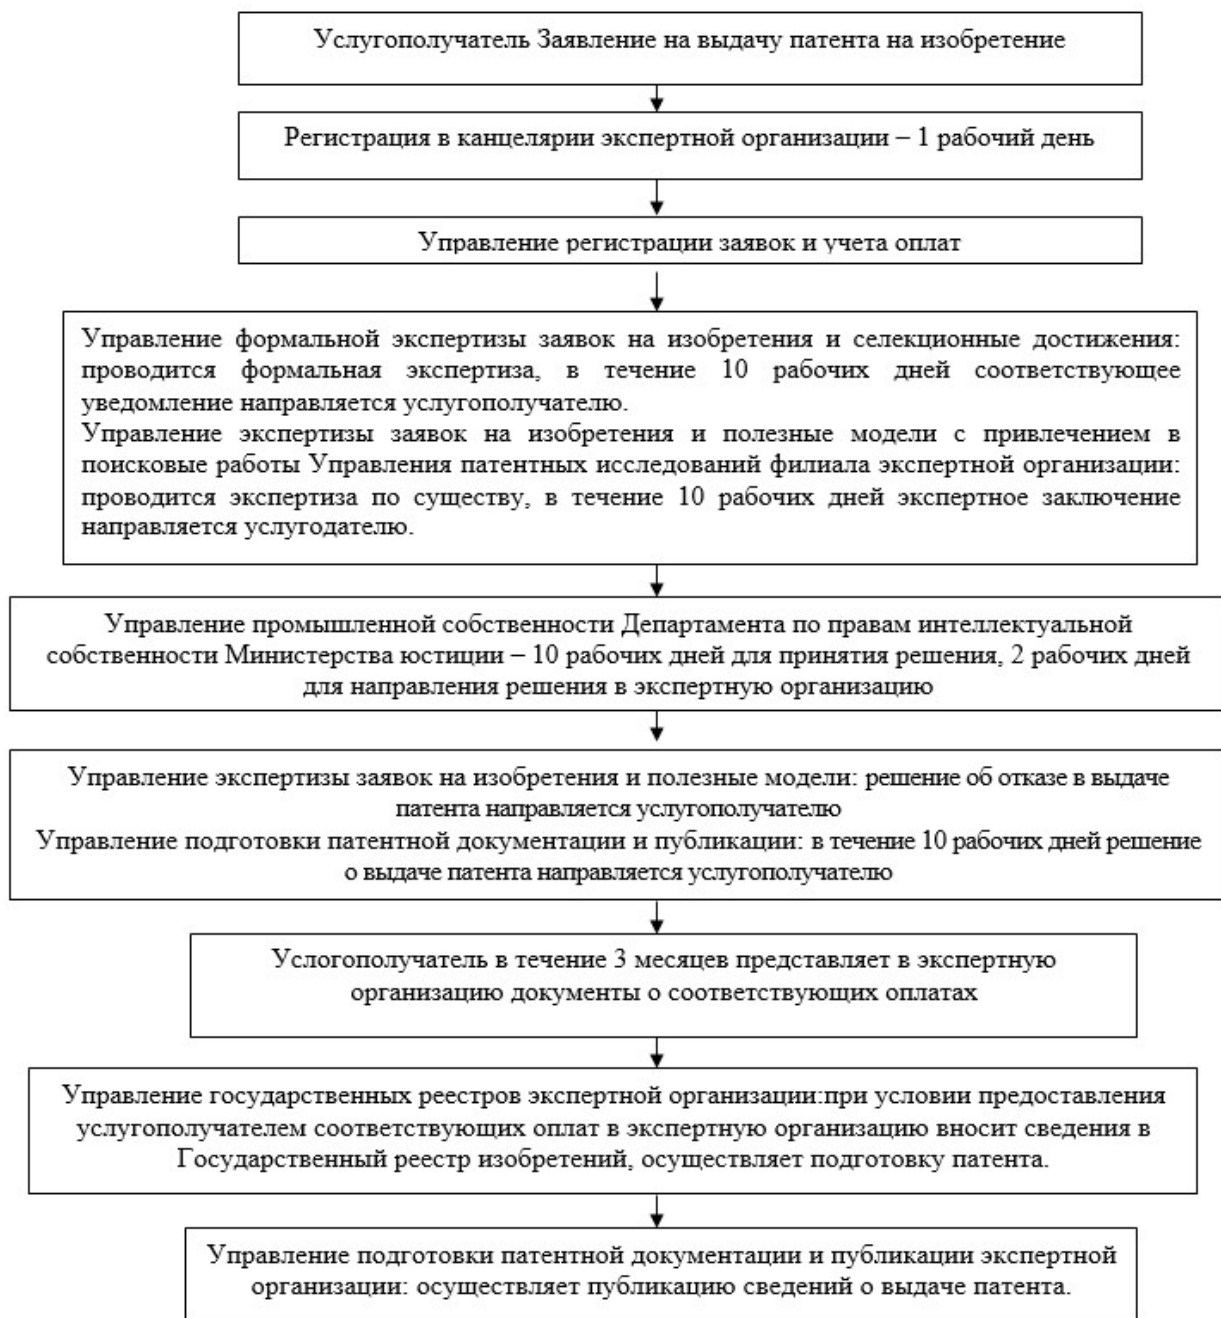 Услугополучатель Заявление на выдачу патента на изобретение
Регистрация в канцелярии экспертной организации – 1 рабочий день
Управление регистрации заявок и учета оплат
Управление формальной экспертизы заявок на изобретения и селекционные достижения:
проводится формальная экспертиза, в течение 10 рабочих дней соответствующее
уведомление направляется услугополучателю.
Управление экспертизы заявок на изобретения и полезные модели с привлечением в
поисковые работы Управления патентных исследований филиала экспертной организации:
проводится экспертиза по существу, в течение 10 рабочих дней экспертное заключение
направляется услугодателю.
Управление промышленной собственности Департамента по правам интеллектуальной
собственности Министерства юстиции – 10 рабочих дней для принятия решения, 2 рабочих дней
для направления решения в экспертную организацию
Управление экспертизы заявок на изобретения и полезные модели: решение об отказе в выдаче
патента направляется услугополучателю
Управление подготовки патентной документации и публикации: в течение 10 рабочих дней решение
о выдаче патента направляется услугополучателю
Услогополучатель в течение 3 месяцев представляет в экспертную
организацию документы о соответствующих оплатах
Управление государственных реестров экспертной организации:при условии предоставления
услугополучателем соответствующих оплат в экспертную организацию вносит сведения в
Государственный реестр изобретений, осуществляет подготовку патента.
Управление подготовки патентной документации и публикации экспертной
организации: осуществляет публикацию сведений о выдаче патента.